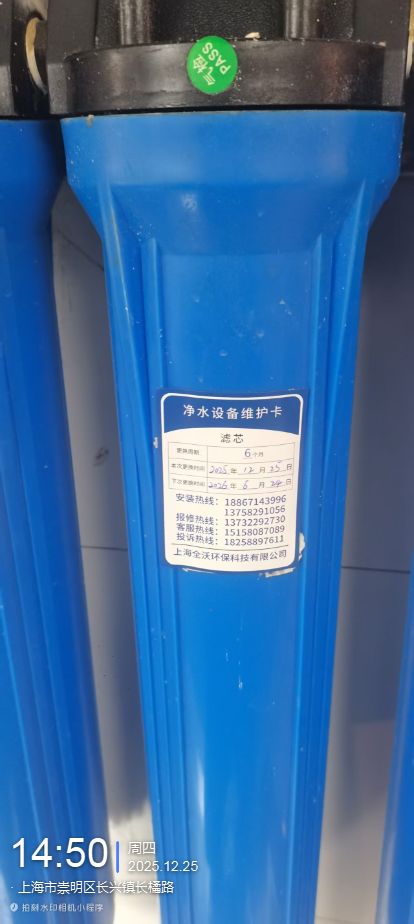 气检
PASS
净水设备维护卡
滤芯
更换周期 6个月
本次更换时间 2025年12月25日
下次更换时间 2026年6月24日
安装热线：18867143996
13758291056
报修热线：13732292730
客服热线：15158087089
投诉热线：18258897611
上海全沃环保科技有限公司
14:50
周四
2025.12.25
·上海市崇明区长兴镇长橘路
拍刻水印相机小程序